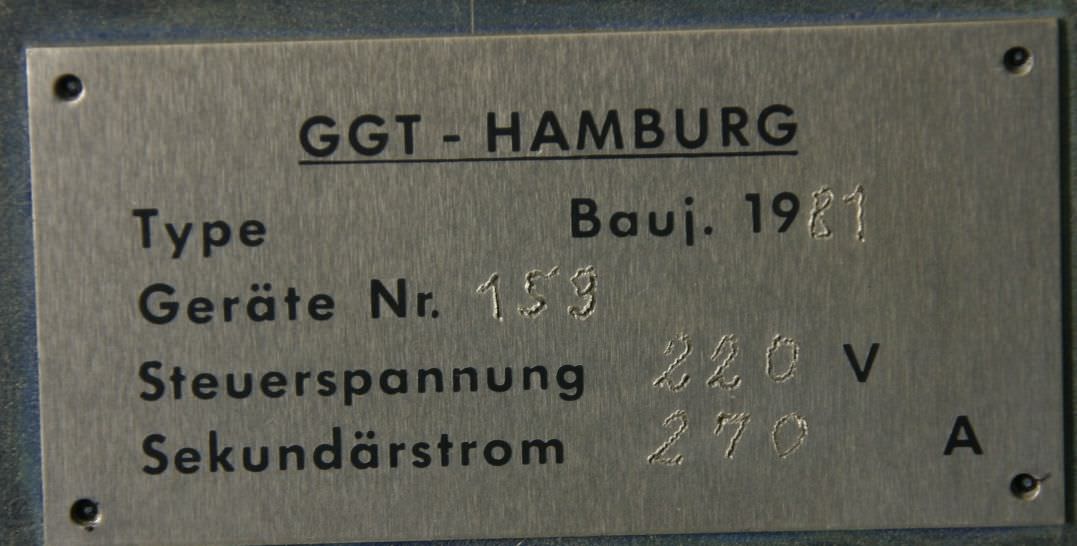 GGT - HAMBURG
Type Bauj. 1981
Geräte Nr. 159
Steuerspannung 220 V
Sekundärstrom 270 A